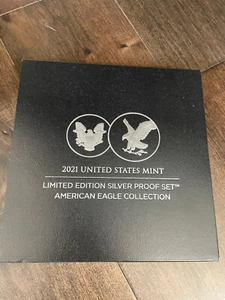 2021 UNITED STATES MINT
LIMITED EDITION SILVER PROOF SET™
AMERICAN EAGLE COLLECTION